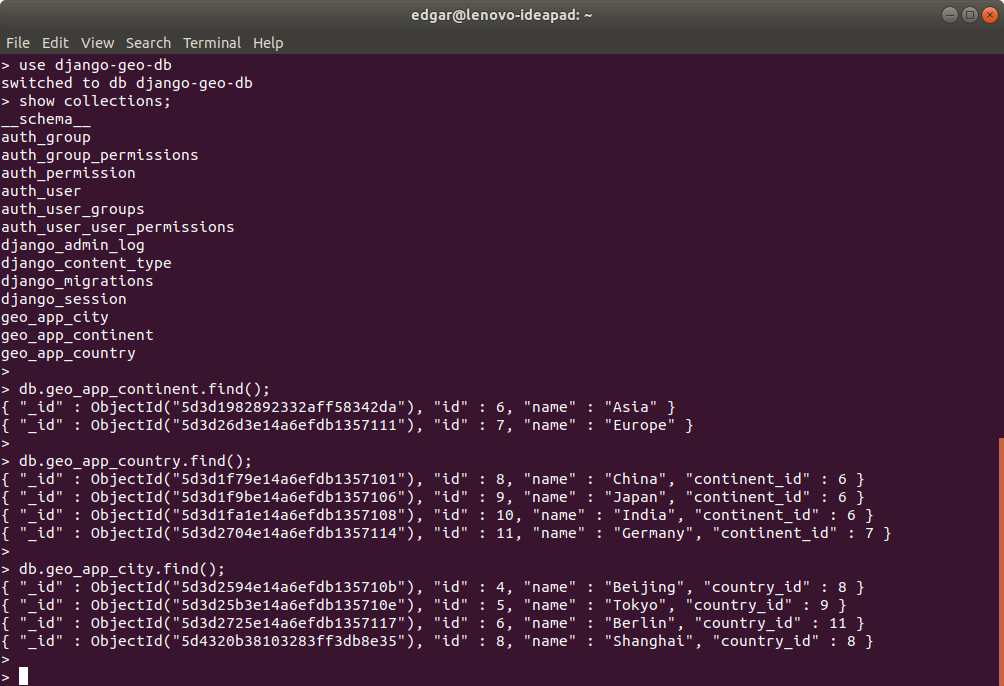 edgar@lenovo-ideapad: ~
File Edit View Search Terminal Help
> use django-geo-db
switched to db django-geo-db
> show collections;
__schema__
auth_group
auth_group_permissions
auth_permission
auth_user
auth_user_groups
auth_user_user_permissions
django_admin_log
django_content_type
django_migrations
django_session
geo_app_city
geo_app_continent
geo_app_country
>
> db.geo_app_continent.find();
{ "_id" : ObjectId("5d3d1982892332aff58342da"), "id" : 6, "name" : "Asia" }
{ "_id" : ObjectId("5d3d26d3e14a6efdb1357111"), "id" : 7, "name" : "Europe" }
>
> db.geo_app_country.find();
{ "_id" : ObjectId("5d3d1f79e14a6efdb1357101"), "id" : 8, "name" : "China", "continent_id" : 6 }
{ "_id" : ObjectId("5d3d1f9be14a6efdb1357106"), "id" : 9, "name" : "Japan", "continent_id" : 6 }
{ "_id" : ObjectId("5d3d1fa1e14a6efdb1357108"), "id" : 10, "name" : "India", "continent_id" : 6 }
{ "_id" : ObjectId("5d3d2704e14a6efdb1357114"), "id" : 11, "name" : "Germany", "continent_id" : 7 }
>
> db.geo_app_city.find();
{ "_id" : ObjectId("5d3d2594e14a6efdb135710b"), "id" : 4, "name" : "Beijing", "country_id" : 8 }
{ "_id" : ObjectId("5d3d25b3e14a6efdb135710e"), "id" : 5, "name" : "Tokyo", "country_id" : 9 }
{ "_id" : ObjectId("5d3d2725e14a6efdb1357117"), "id" : 6, "name" : "Berlin", "country_id" : 11 }
{ "_id" : ObjectId("5d4320b38103283ff3db8e35"), "id" : 8, "name" : "Shanghai", "country_id" : 8 }
>
>